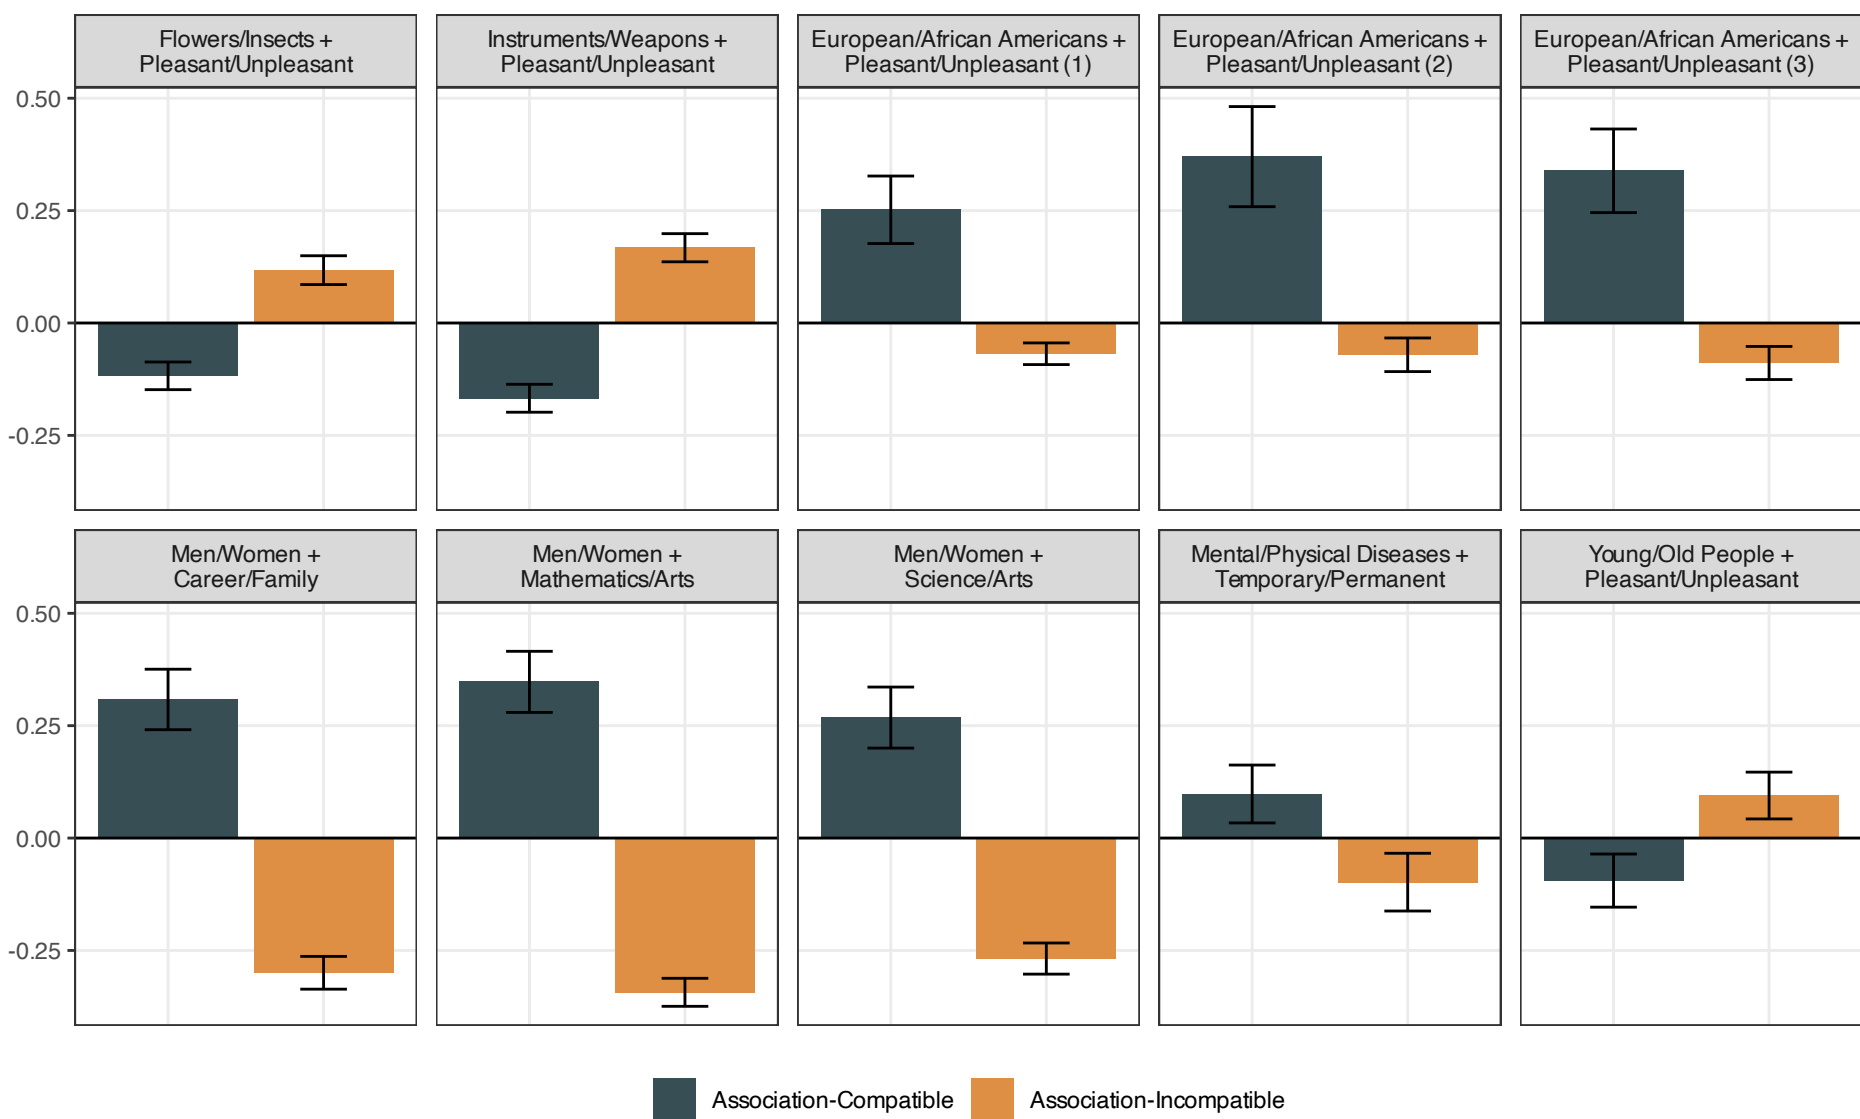 Flowers/Insects +
Pleasant/Unpleasant
Instruments/Weapons +
Pleasant/Unpleasant
European/African Americans +
Pleasant/Unpleasant (1)
European/African Americans +
Pleasant/Unpleasant (2)
European/African Americans +
Pleasant/Unpleasant (3)
0.50
0.25
0.00
-0.25
Men/Women +
Career/Family
Men/Women +
Mathematics/Arts
Men/Women +
Science/Arts
Mental/Physical Diseases +
Temporary/Permanent
Young/Old People +
Pleasant/Unpleasant
0.50
0.25
0.00
-0.25
Association-Compatible
Association-Incompatible